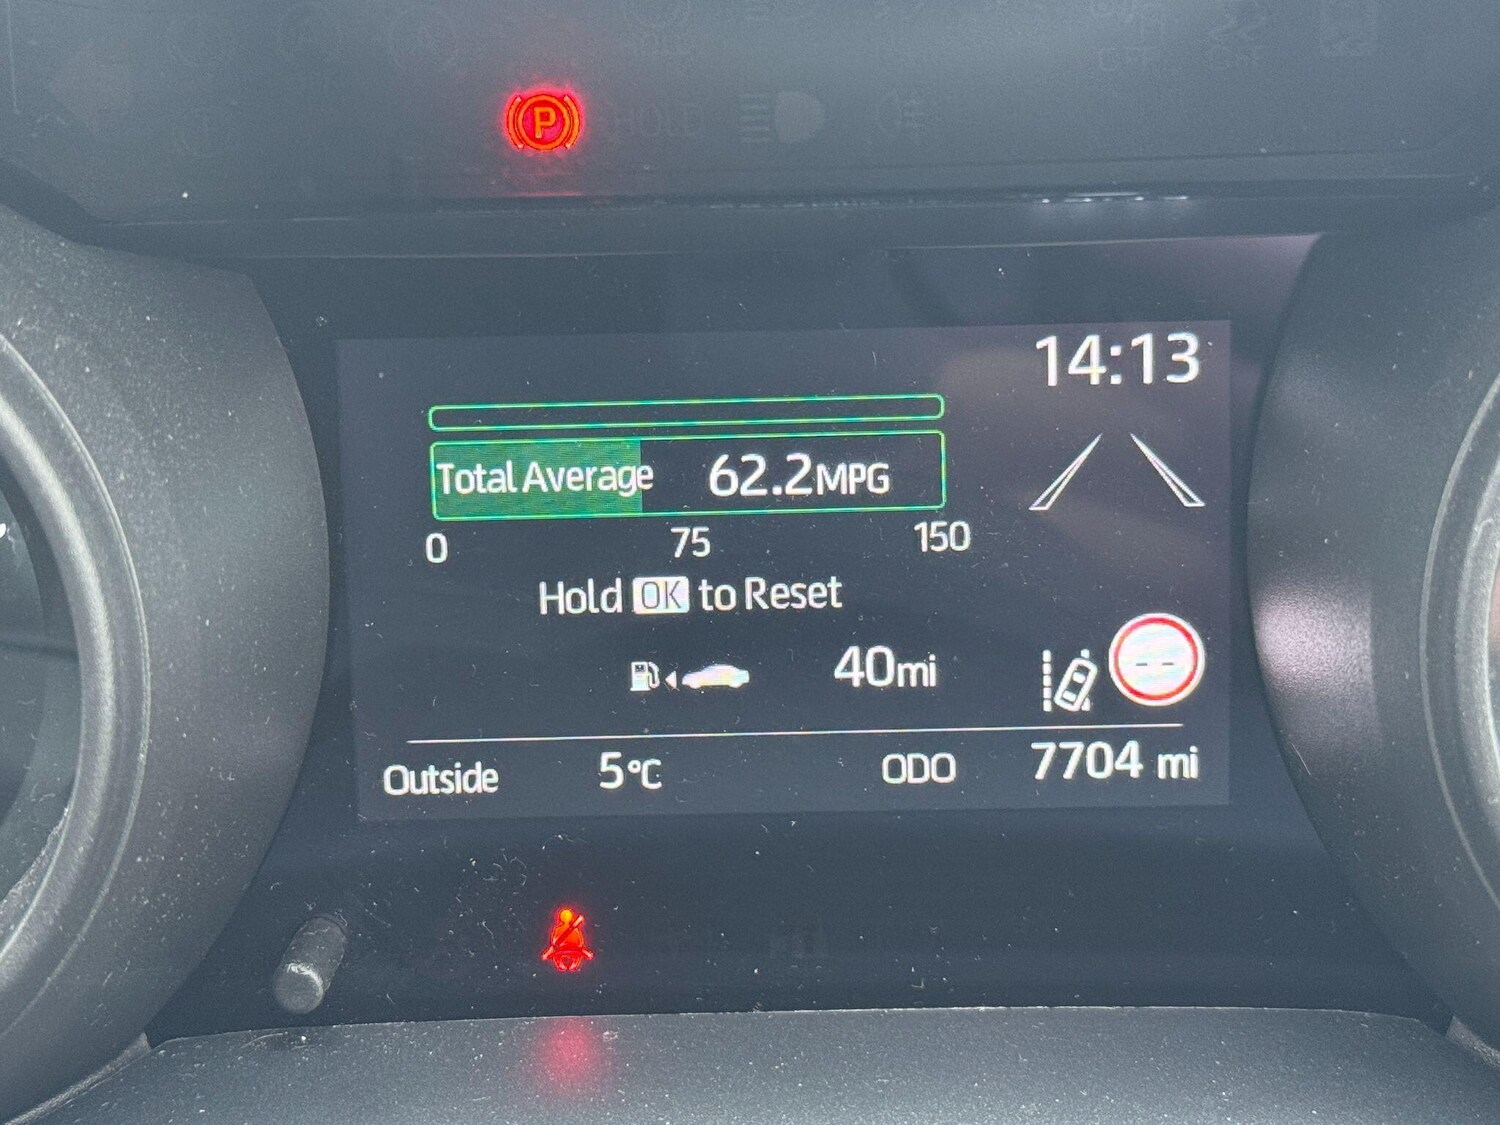 P
HOLD
14:13
Total Average 62.2MPG
0 75 150
Hold OK to Reset
40mi
--
Outside 5°C ODO 7704 mi